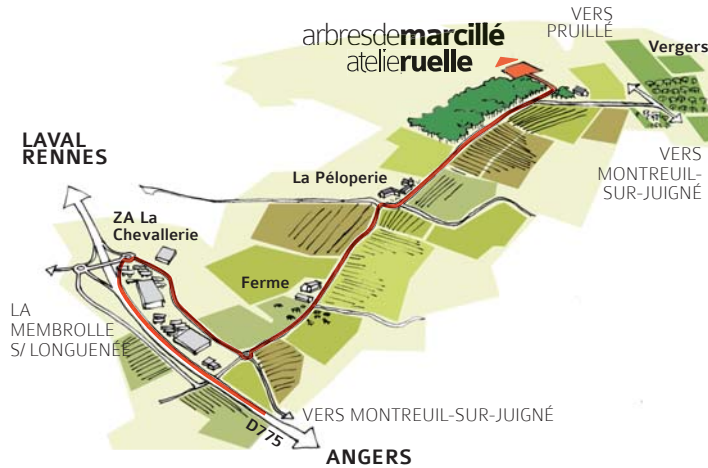 arbresdemarcillé
atelieruelle
VERS
PRUILLÉ
Vergers
LAVAL
RENNES
VERS
MONTREUIL-
SUR-JUIGNÉ
La Péloperie
ZA La
Chevallerie
Ferme
LA
MEMBROLLE
S/ LONGUENÉE
VERS MONTREUIL-SUR-JUIGNÉ
D775
ANGERS